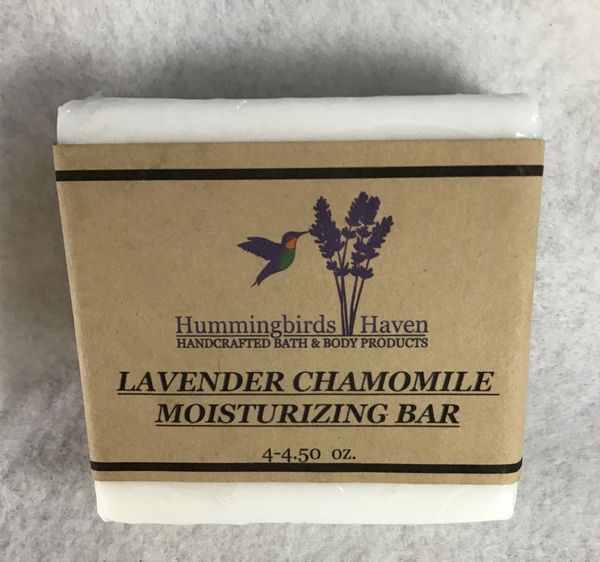 Hummingbirds Haven
HANDCRAFTED BATH & BODY PRODUCTS
LAVENDER CHAMOMILE
MOISTURIZING BAR
4-4.50 oz.